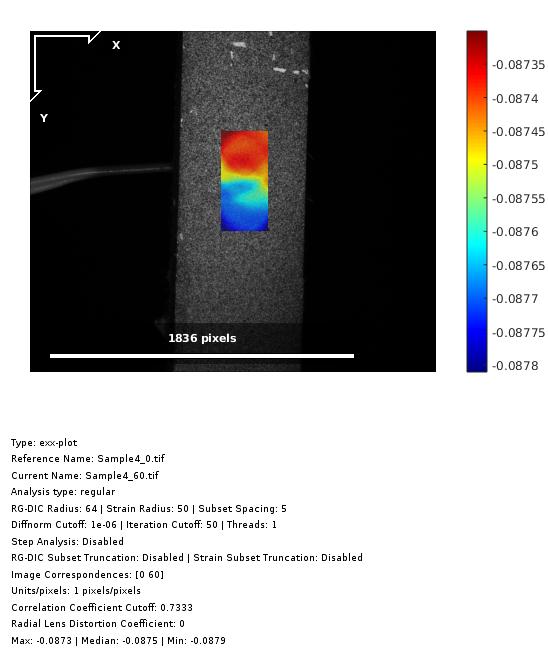 X
Y
1836 pixels
-0.08735
-0.0874
-0.08745
-0.0875
-0.08755
-0.0876
-0.08765
-0.0877
-0.08775
-0.0878
Type: exx-plot
Reference Name: Sample4_0.tif
Current Name: Sample4_60.tif
Analysis type: regular
RG-DIC Radius: 64 | Strain Radius: 50 | Subset Spacing: 5
Diffnorm Cutoff: 1e-06 | Iteration Cutoff: 50 | Threads: 1
Step Analysis: Disabled
RG-DIC Subset Truncation: Disabled | Strain Subset Truncation: Disabled
Image Correspondences: [0 60]
Units/pixels: 1 pixels/pixels
Correlation Coefficient Cutoff: 0.7333
Radial Lens Distortion Coefficient: 0
Max: -0.0873 | Median: -0.0875 | Min: -0.0879